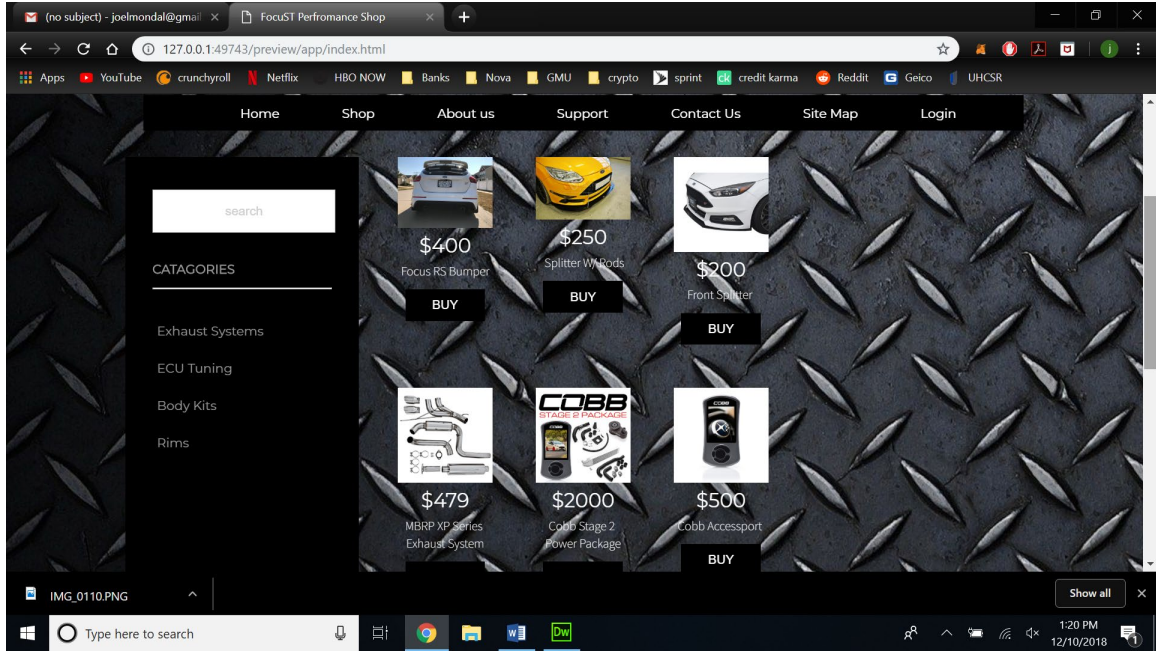 (no subject) - joelmondal@gmail
FocuST Perfromance Shop
127.0.0.1:49743/preview/app/index.html
Apps YouTube crunchyroll Netflix HBO NOW Banks Nova GMU crypto sprint ck credit karma Reddit G Geico UHCSR
j
Home Shop About us Support Contact Us Site Map Login
search
CATAGORIES
Exhaust Systems
ECU Tuning
Body Kits
Rims
$400
Focus RS Bumper
BUY
$250
Splitter W/Rods
BUY
$200
Front Splitter
BUY
COBB
STAGE 2 PACKAGE
$479
MBRP XP Series
Exhaust System
$2000
Cobb Stage 2
Power Package
$500
Cobb Accessport
BUY
IMG_0110.PNG
Show all
Type here to search
W
Dw
1:20 PM
12/10/2018
1